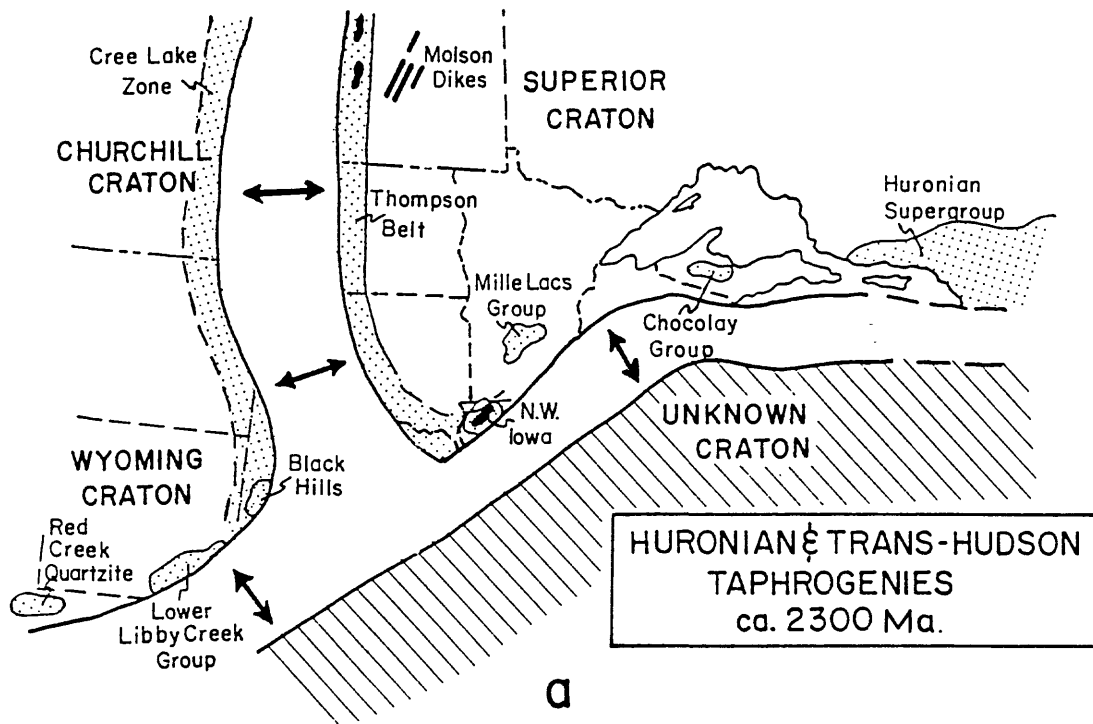 Cree Lake
Zone
Molson
Dikes
SUPERIOR
CRATON
CHURCHILL
CRATON
Thompson
Belt
Huronian
Supergroup
Mille Lacs
Group
Chocolay
Group
N.W.
Iowa
UNKNOWN
CRATON
WYOMING
CRATON
Black
Hills
Red
Creek
Quartzite
Lower
Libby Creek
Group
HURONIAN & TRANS-HUDSON
TAPHROGENIES
ca. 2300 Ma.
a